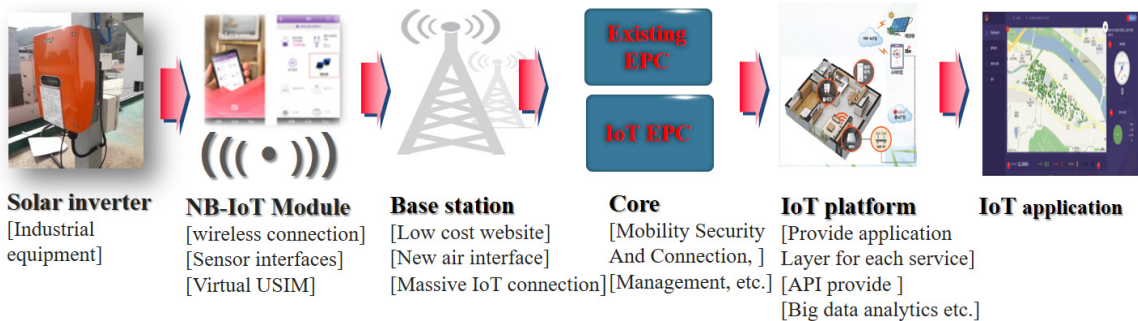 Existing
EPC
IoT EPC
Solar inverter
[Industrial
equipment]
NB-IoT Module
[wireless connection]
[Sensor interfaces]
[Virtual USIM]
Base station
[Low cost website]
[New air interface]
[Massive IoT connection]
Core
[Mobility Security
And Connection, ]
[Management, etc.]
IoT platform
[Provide application
Layer for each service]
[API provide ]
[Big data analytics etc.]
IoT application